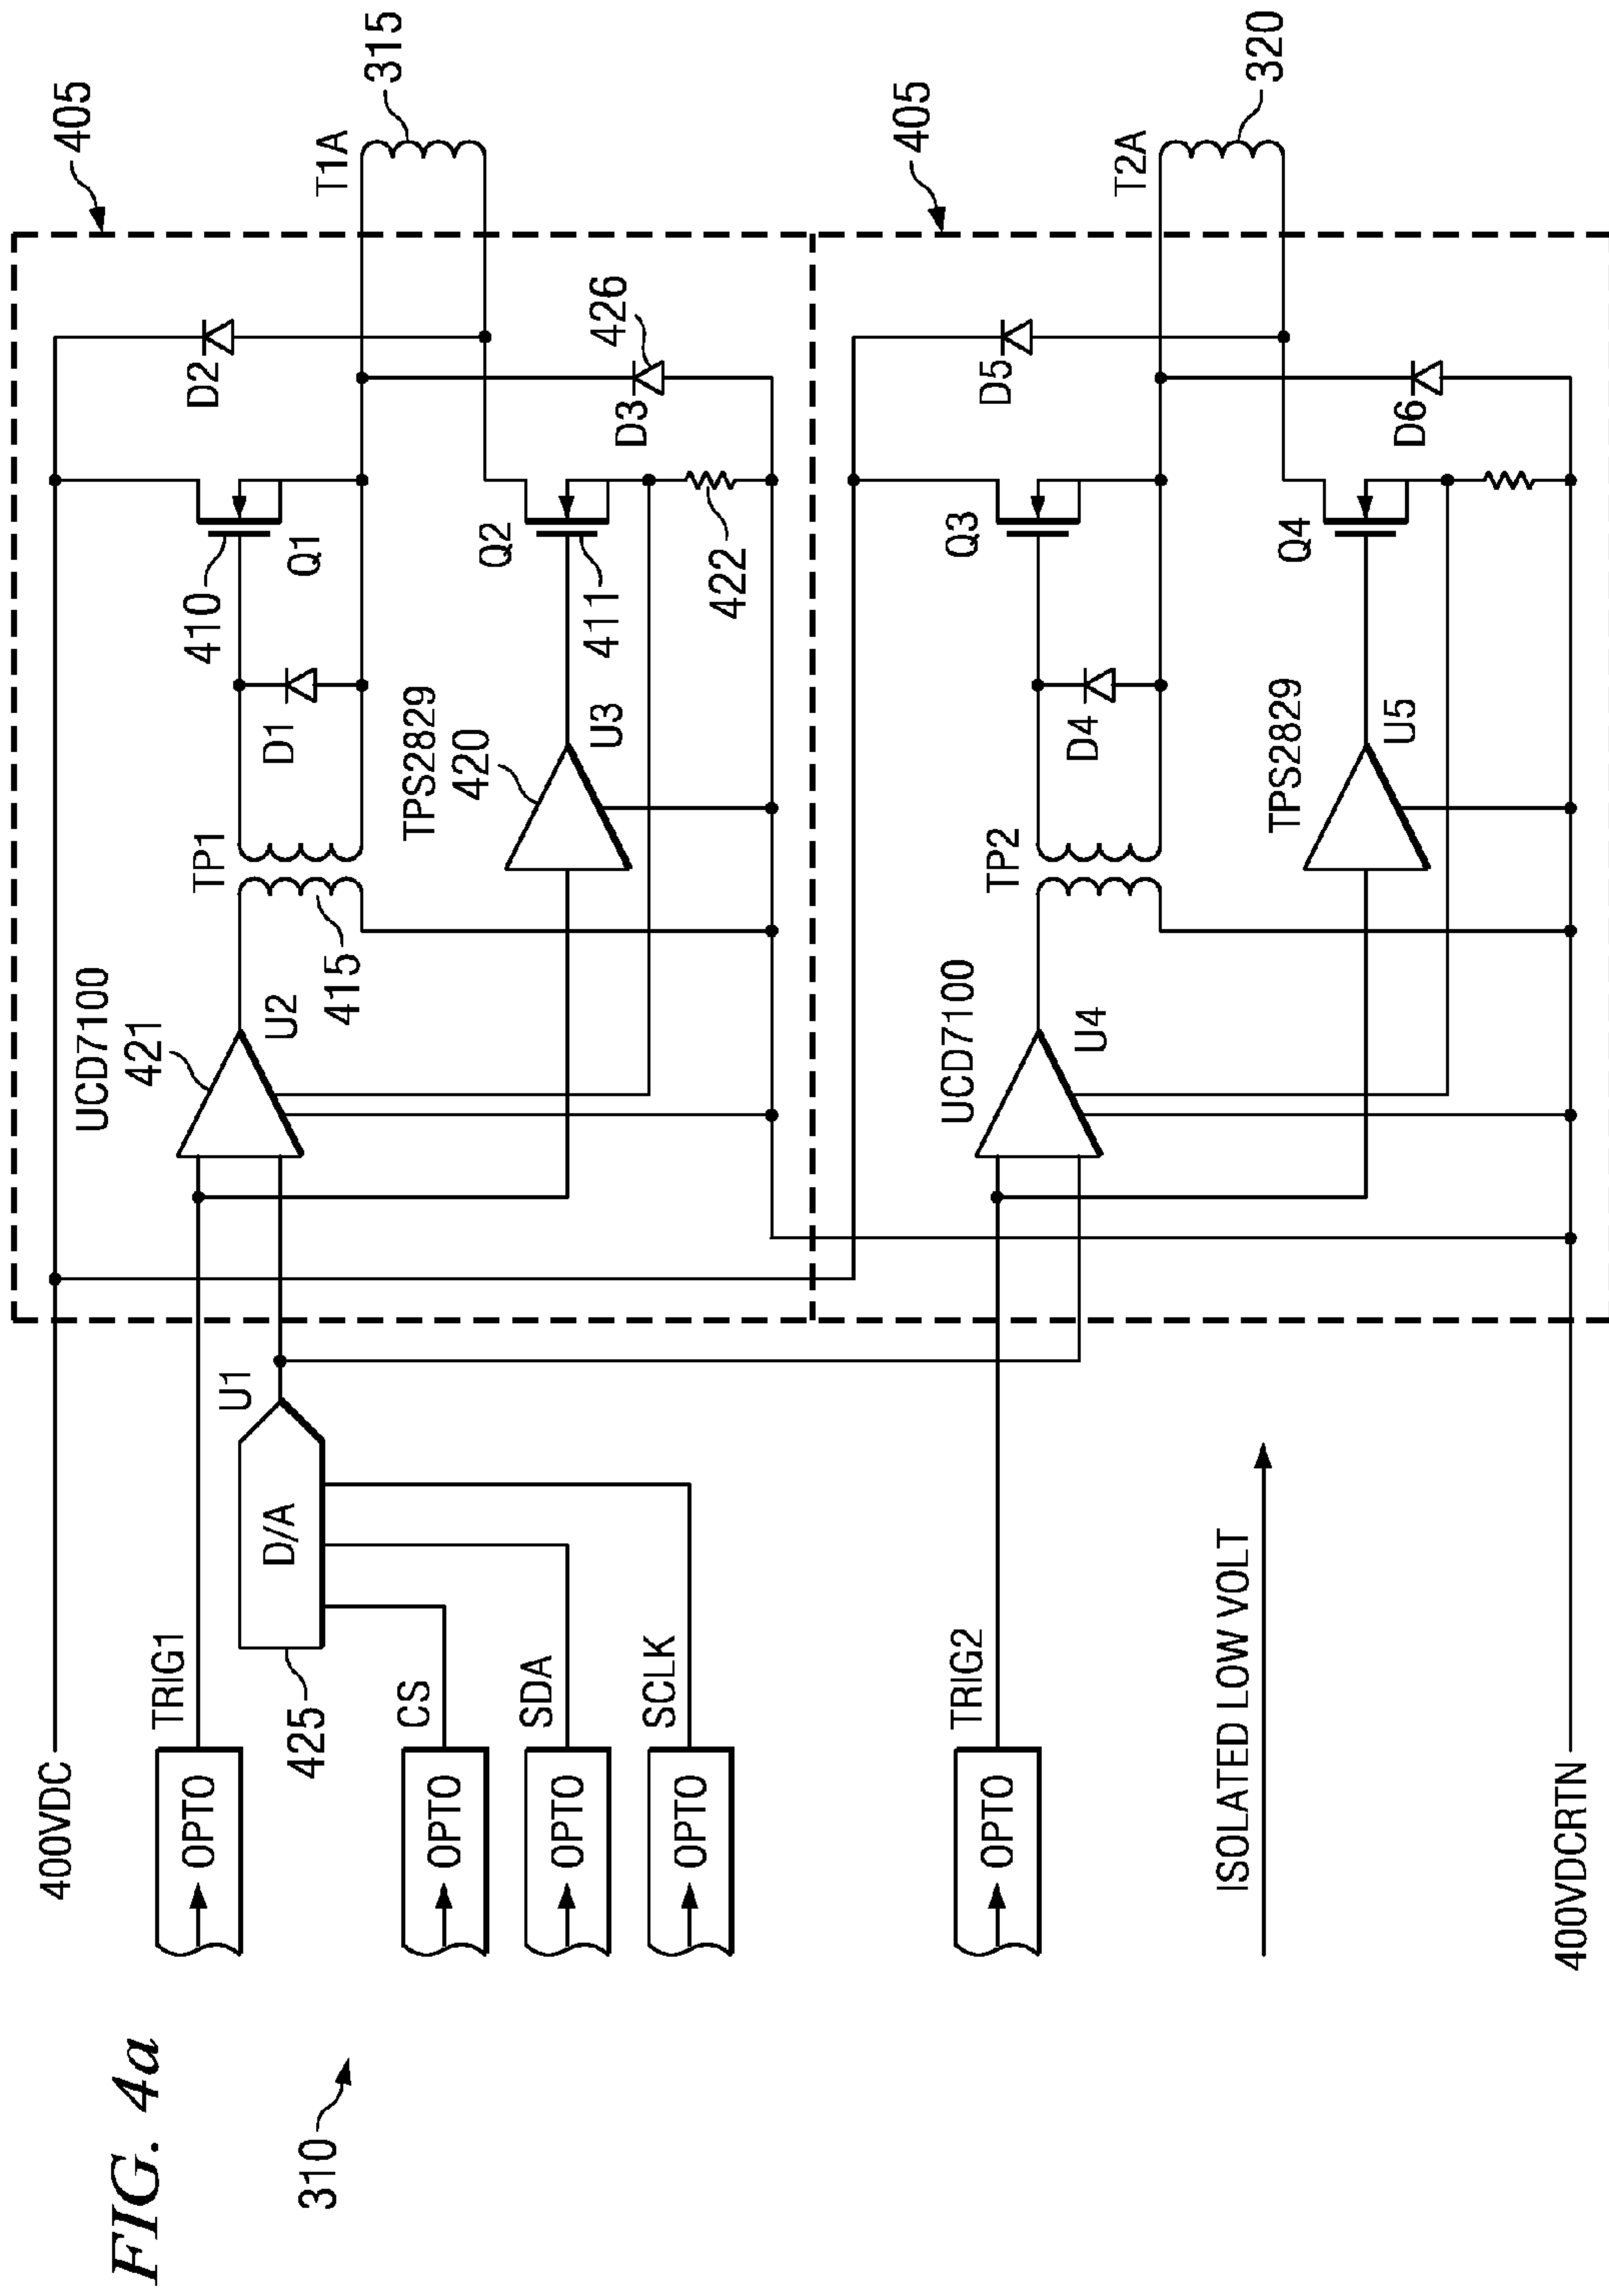 FIG. 4a
310
400VDC
TRIG1
OPTO
U1
D/A
425
CS
OPTO
SDA
OPTO
SCLK
OPTO
TRIG2
OPTO
ISOLATED LOW VOLT
400VDCRTN
405
UCD7100
421
U2
TP1
415
D1
410
Q1
D2
T1A
315
TPS2829
420
U3
Q2
411
422
D3
426
405
UCD7100
U4
TP2
D4
Q3
D5
T2A
320
TPS2829
U5
Q4
D6